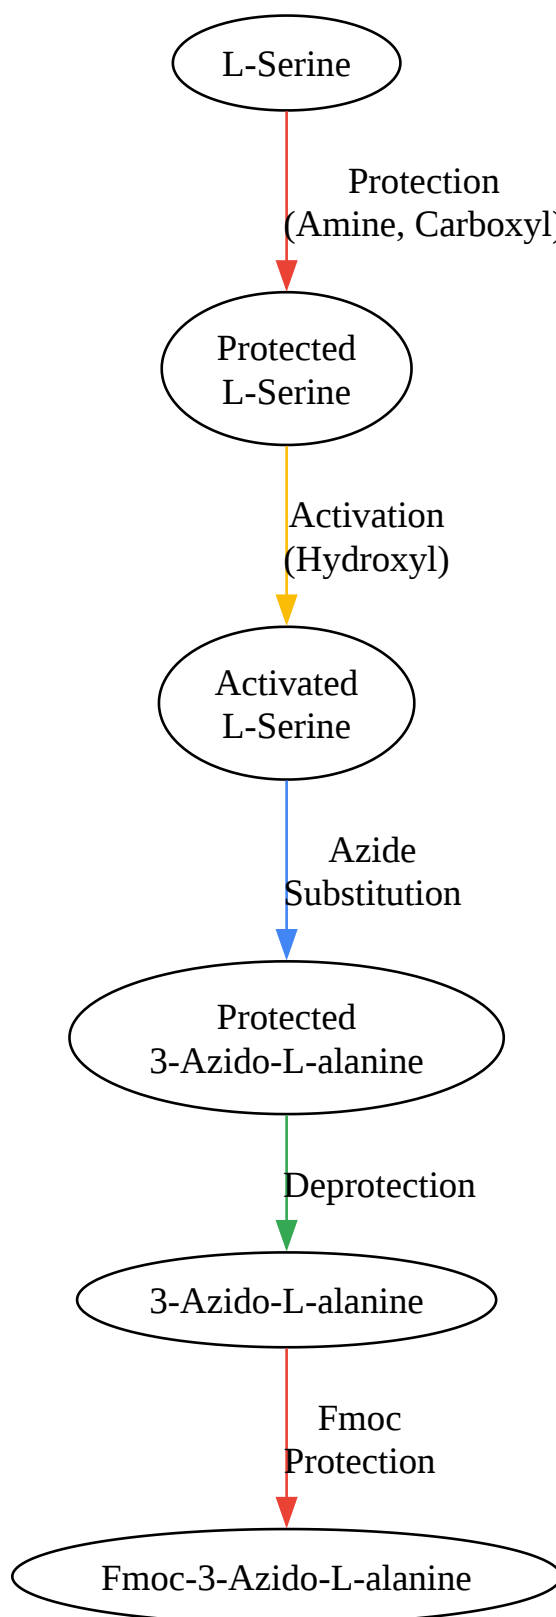 L-Serine
Protection
(Amine, Carboxyl)
Protected
L-Serine
Activation
(Hydroxyl)
Activated
L-Serine
Azide
Substitution
Protected
3-Azido-L-alanine
Deprotection
3-Azido-L-alanine
Fmoc
Protection
Fmoc-3-Azido-L-alanine